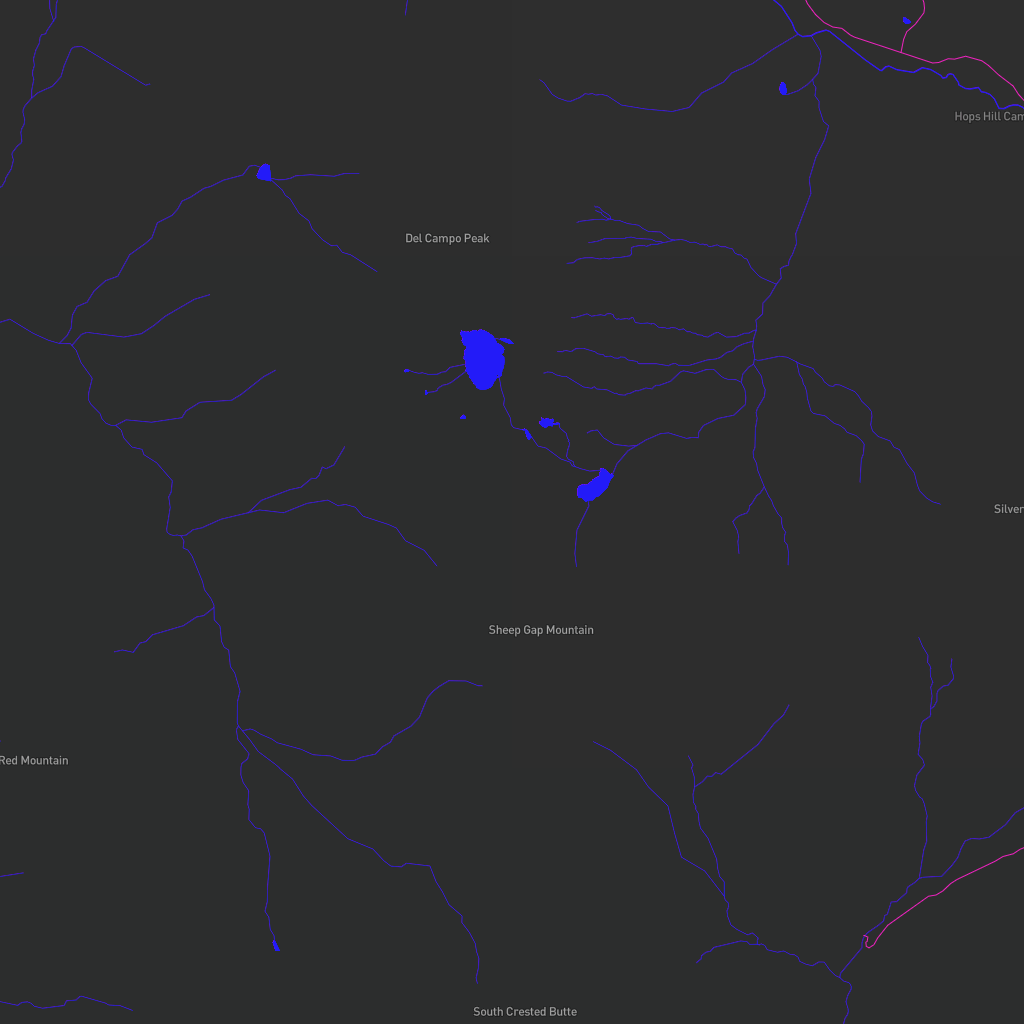 Hops Hill Cam
Del Campo Peak
Silver
Sheep Gap Mountain
Red Mountain
South Crested Butte